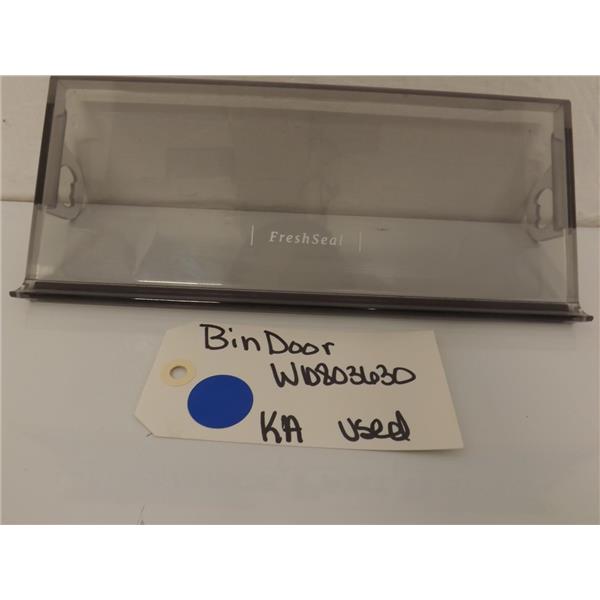 | FreshSeal |
Bin Door
W10803630
KA used